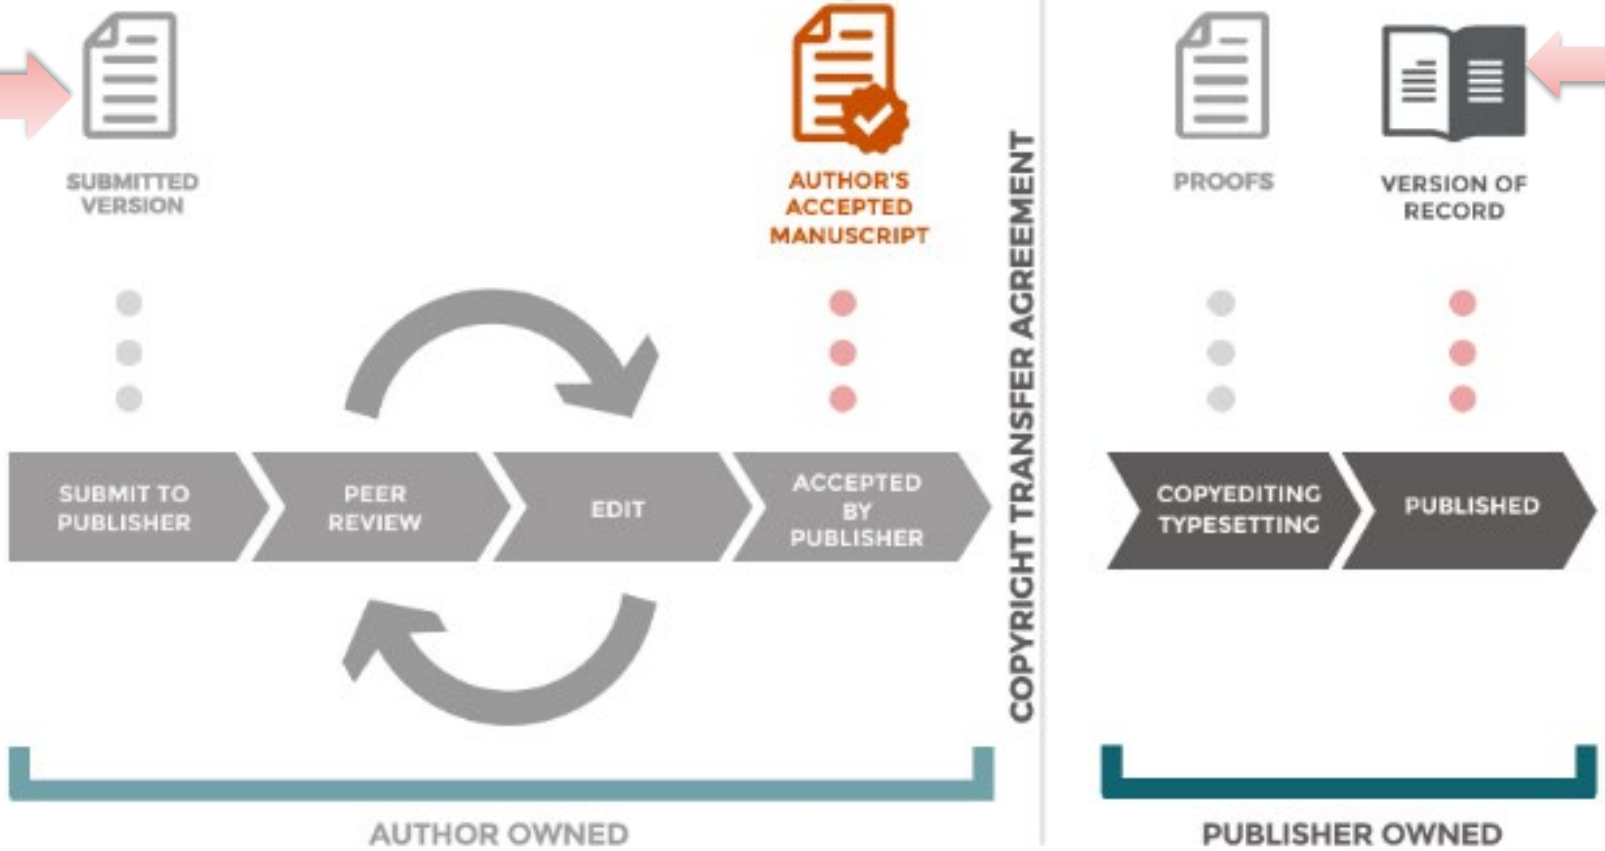 SUBMITTED
VERSION
AUTHOR'S
ACCEPTED
MANUSCRIPT
COPYRIGHT TRANSFER AGREEMENT
PROOFS
VERSION OF
RECORD
SUBMIT TO
PUBLISHER
PEER
REVIEW
EDIT
ACCEPTED
BY
PUBLISHER
COPYEDITING
TYPESETTING
PUBLISHED
AUTHOR OWNED
PUBLISHER OWNED